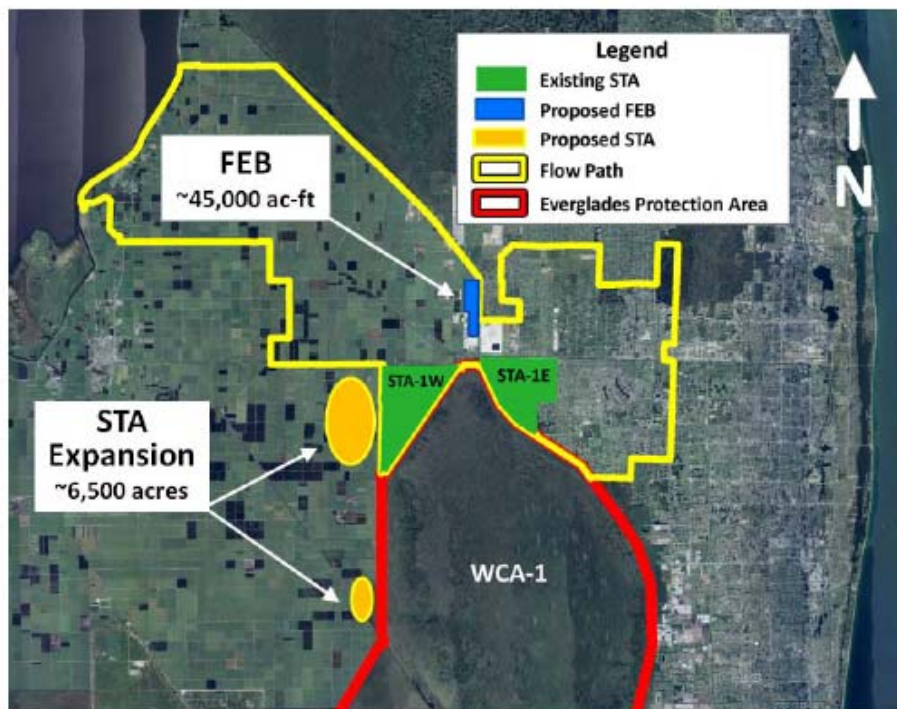 Legend
Existing STA
Proposed FEB
Proposed STA
Flow Path
Everglades Protection Area
N
FEB
~45,000 ac-ft
STA-1W
STA-1E
STA
Expansion
~6,500 acres
WCA-1